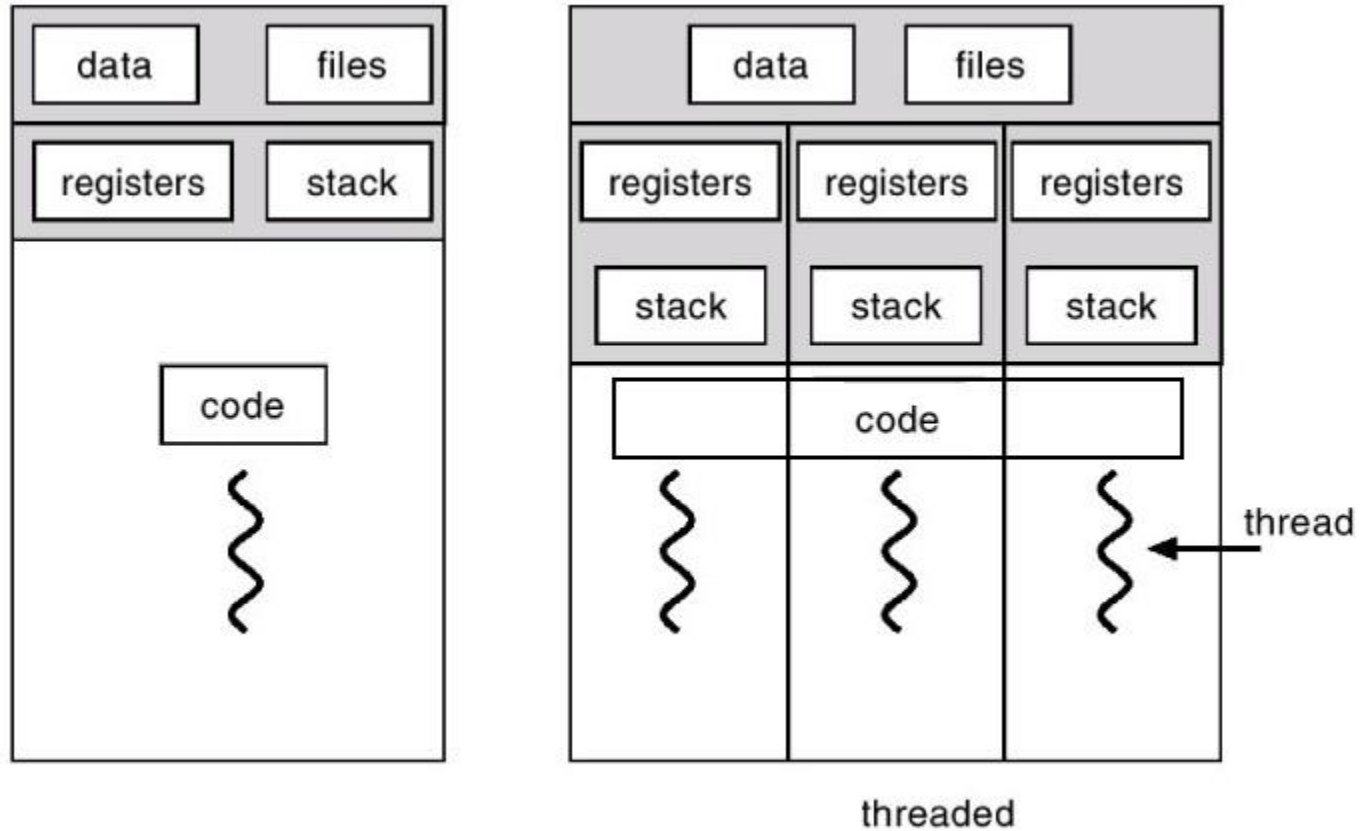 data files
registers stack
code
data files
registers registers registers
stack stack stack
code
thread
threaded